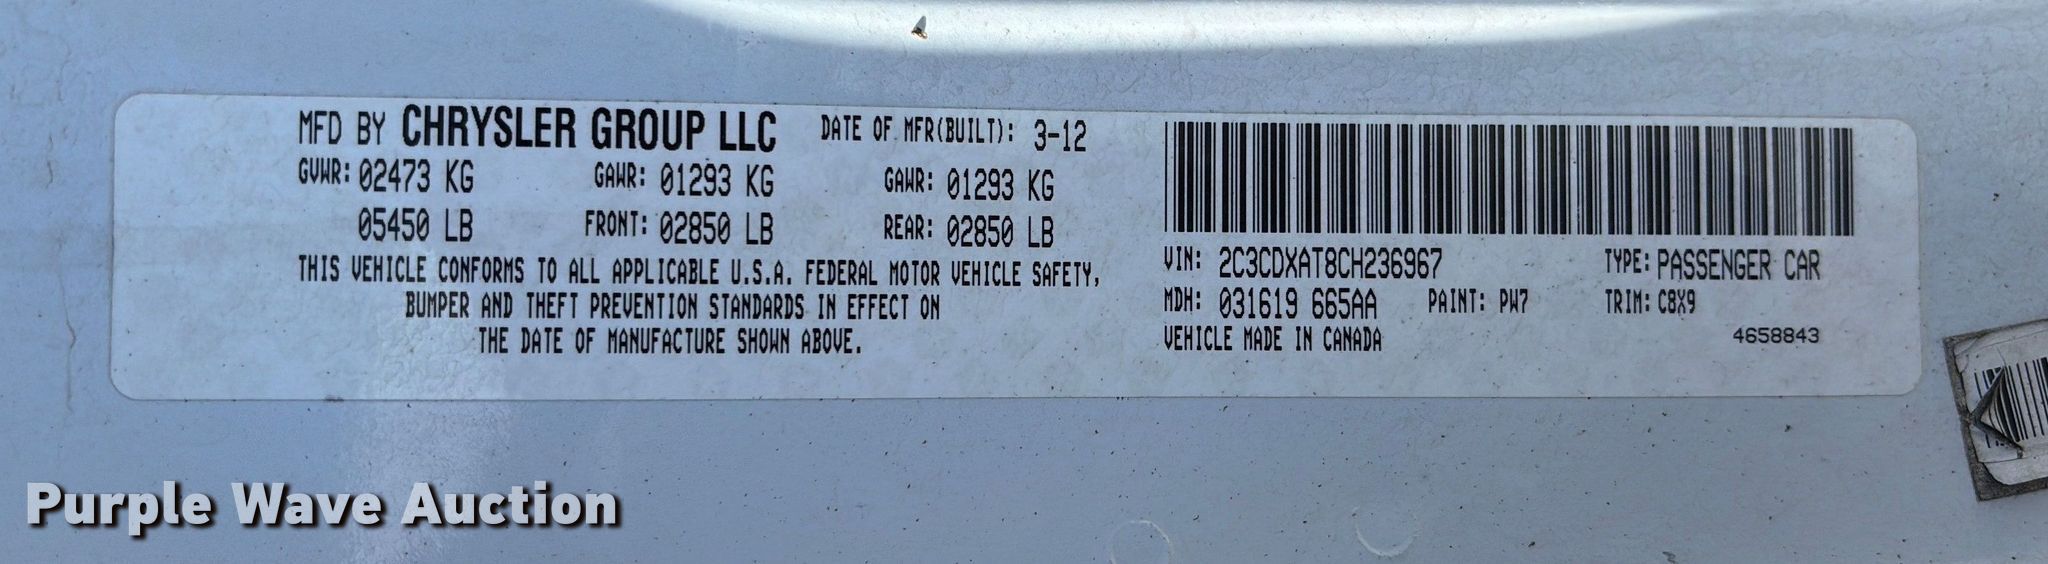 MFD BY CHRYSLER GROUP LLC DATE OF MFR(BUILT): 3-12
GVWR: 02473 KG GAWR: 01293 KG GAWR: 01293 KG
05450 LB FRONT: 02850 LB REAR: 02850 LB
THIS VEHICLE CONFORMS TO ALL APPLICABLE U.S.A. FEDERAL MOTOR VEHICLE SAFETY,
BUMPER AND THEFT PREVENTION STANDARDS IN EFFECT ON
THE DATE OF MANUFACTURE SHOWN ABOVE.
VIN: 2C3CDXAT8CH236967 TYPE: PASSENGER CAR
MDH: 031619 665AA PAINT: PW7 TRIM: C8X9
VEHICLE MADE IN CANADA 4658843
Purple Wave Auction